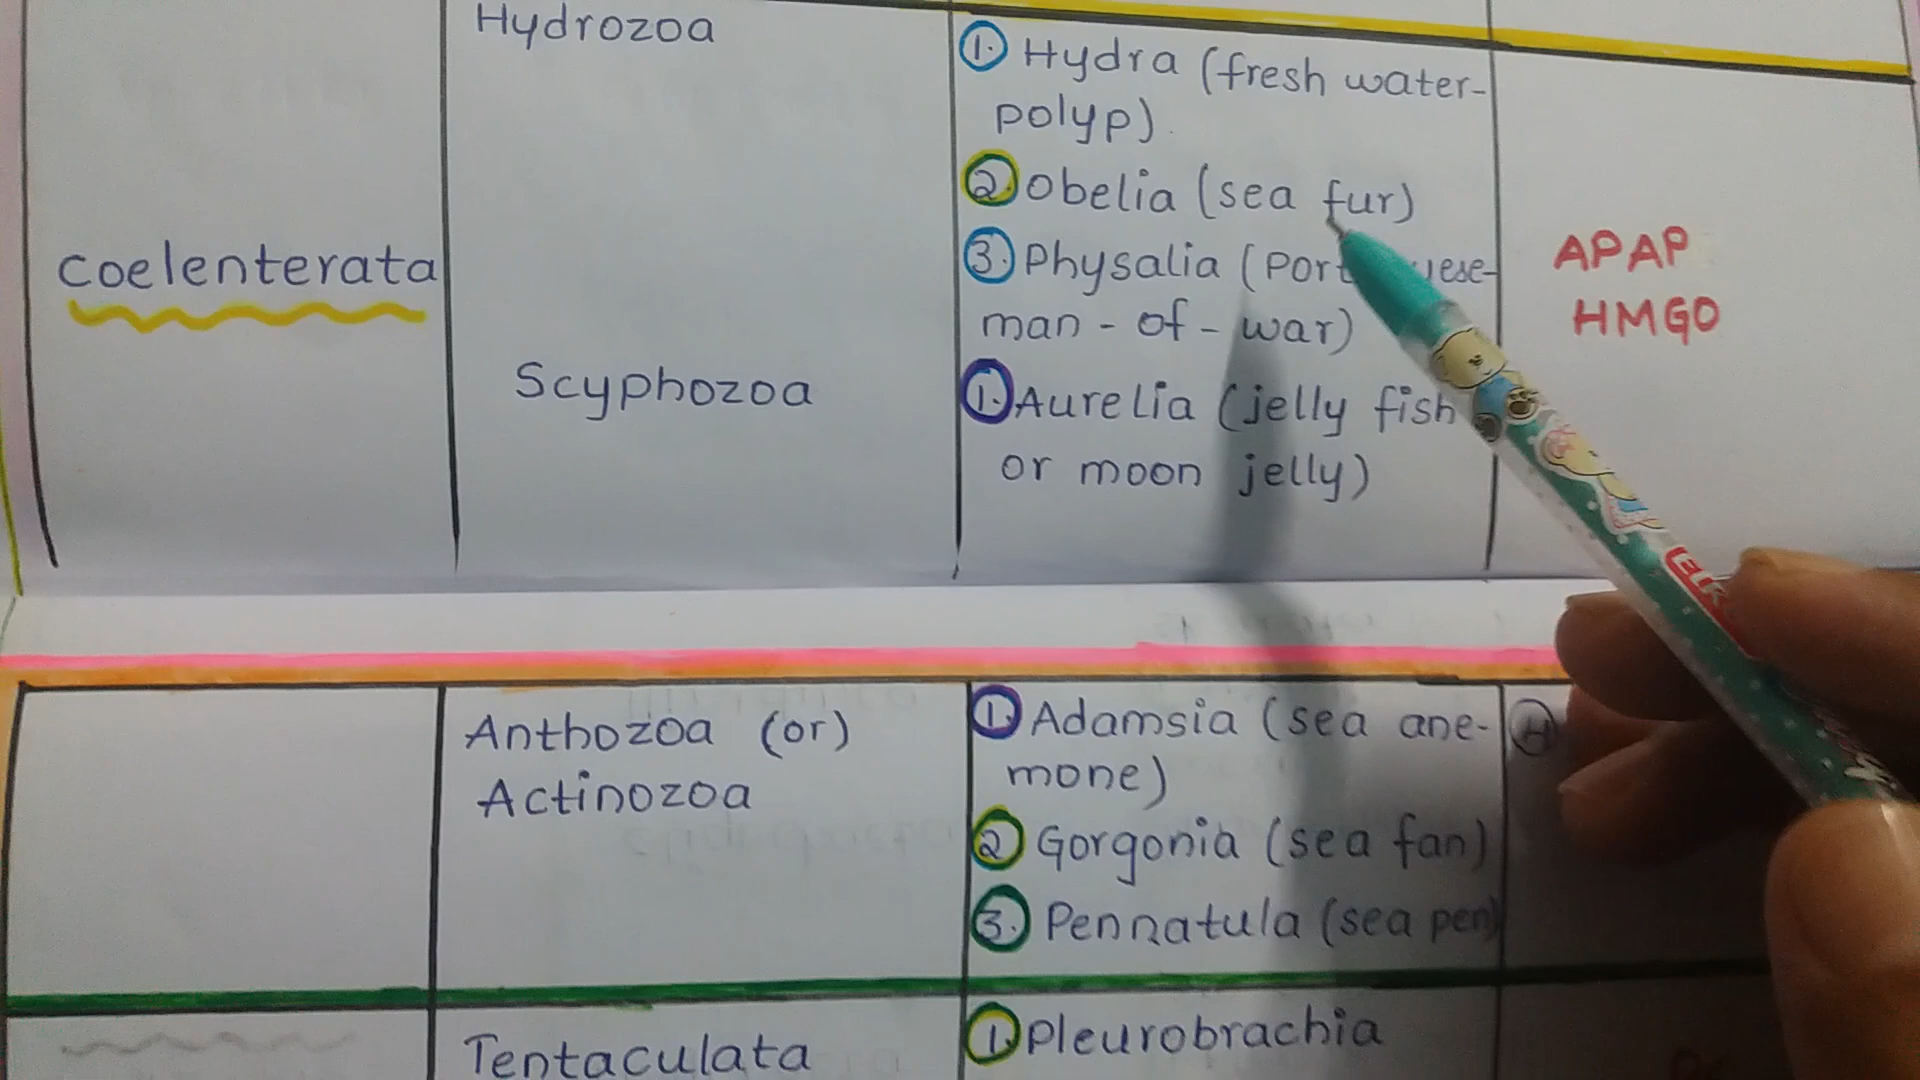 Hydrozoa
1. Hydra (fresh water-
polyp).
2. Obelia (sea fur)
3. Physalia (Port uese-
man - of - war)
Coelenterata
APAP
HMGO
Scyphozoa
1. Aurelia (jelly fish
or moon jelly)
Anthozoa (or)
Actinozoa
1. Adamsia (sea ane-
mone)
2. Gorgonia (sea fan)
3. Pennatula (sea pen)
Tentaculata
1. Pleurobrachia